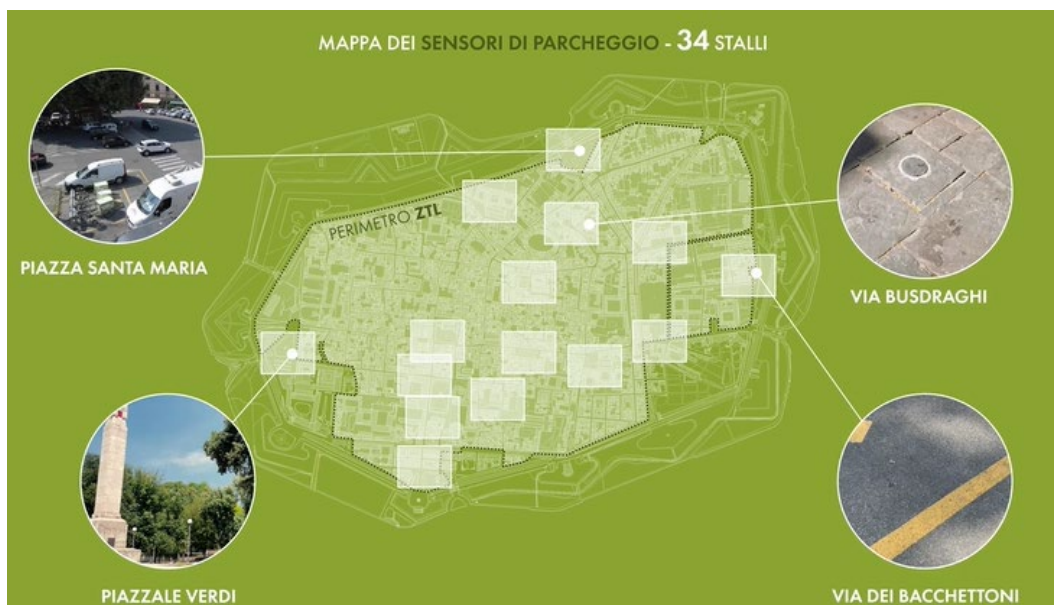 MAPPA DEI SENSORI DI PARCHEGGIO - 34 STALLI
PERIMETRO ZTL
PIAZZA SANTA MARIA
VIA BUSDRAGHI
PIAZZALE VERDI
VIA DEI BACCHETTONI